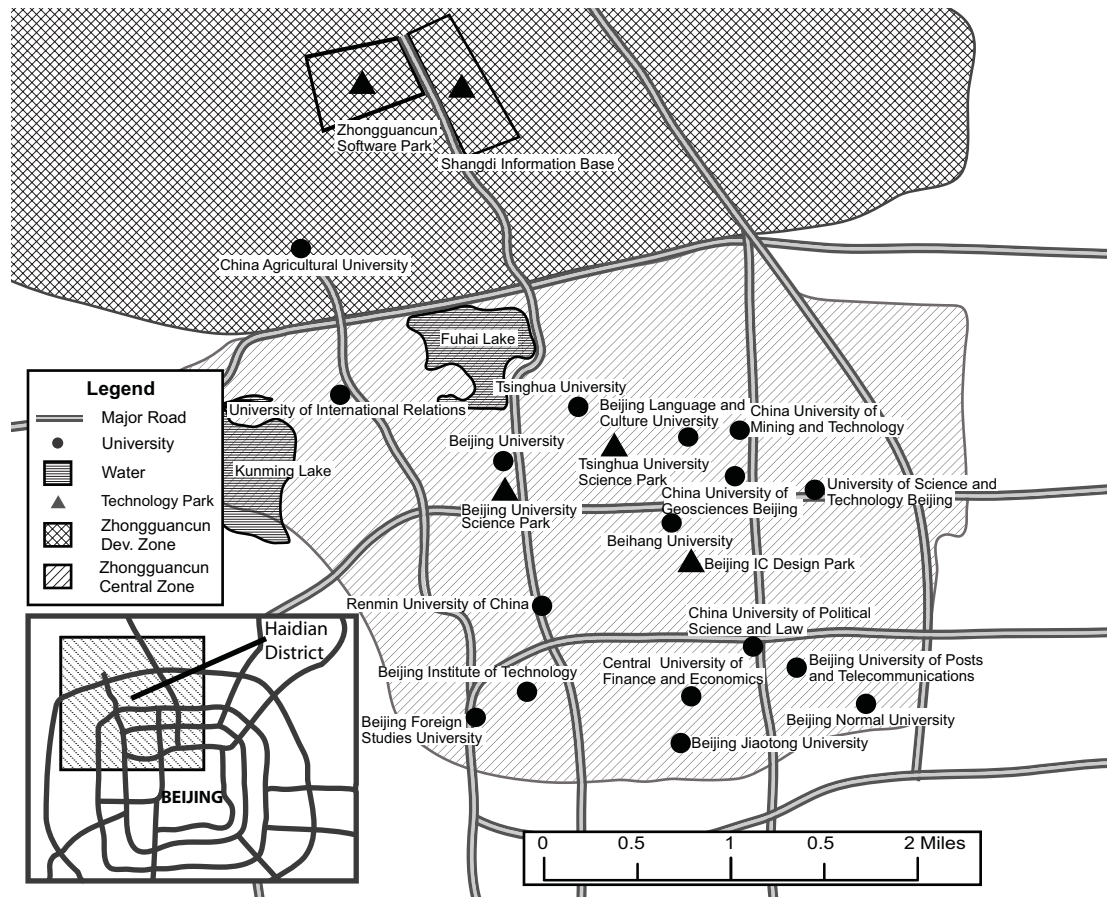 Zhongguancun
Software Park
Shangdi Information Base
China Agricultural University
Fuhai Lake
Tsinghua University
University of International Relations
Beijing Language and
Culture University
China University of
Mining and Technology
Beijing University
Kunming Lake
Tsinghua University
Science Park
University of Science and
Technology Beijing
China University of
Geosciences Beijing
Beijing University
Science Park
Beihang University
Beijing IC Design Park
Renmin University of China
China University of Political
Science and Law
Beijing Institute of Technology
Central University of
Finance and Economics
Beijing University of Posts
and Telecommunications
Beijing Foreign
Studies University
Beijing Normal University
Beijing Jiaotong University
Legend
Major Road
University
Water
Technology Park
Zhongguancun
Dev. Zone
Zhongguancun
Central Zone
Haidian
District
BEIJING
0 0.5 1 0.5 2 Miles